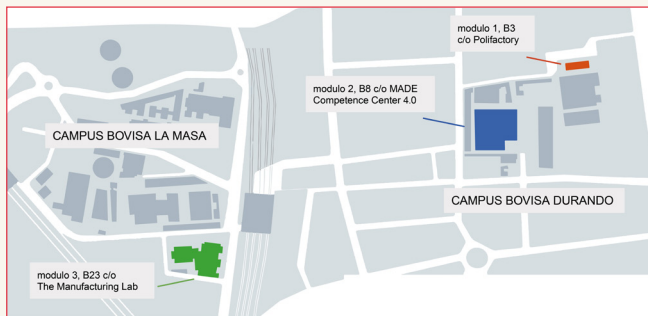 modulo 1, B3
c/o Polifactory
modulo 2, B8 c/o MADE
Competence Center 4.0
CAMPUS BOVISA LA MASA
CAMPUS BOVISA DURANDO
modulo 3, B23 c/o
The Manufacturing Lab